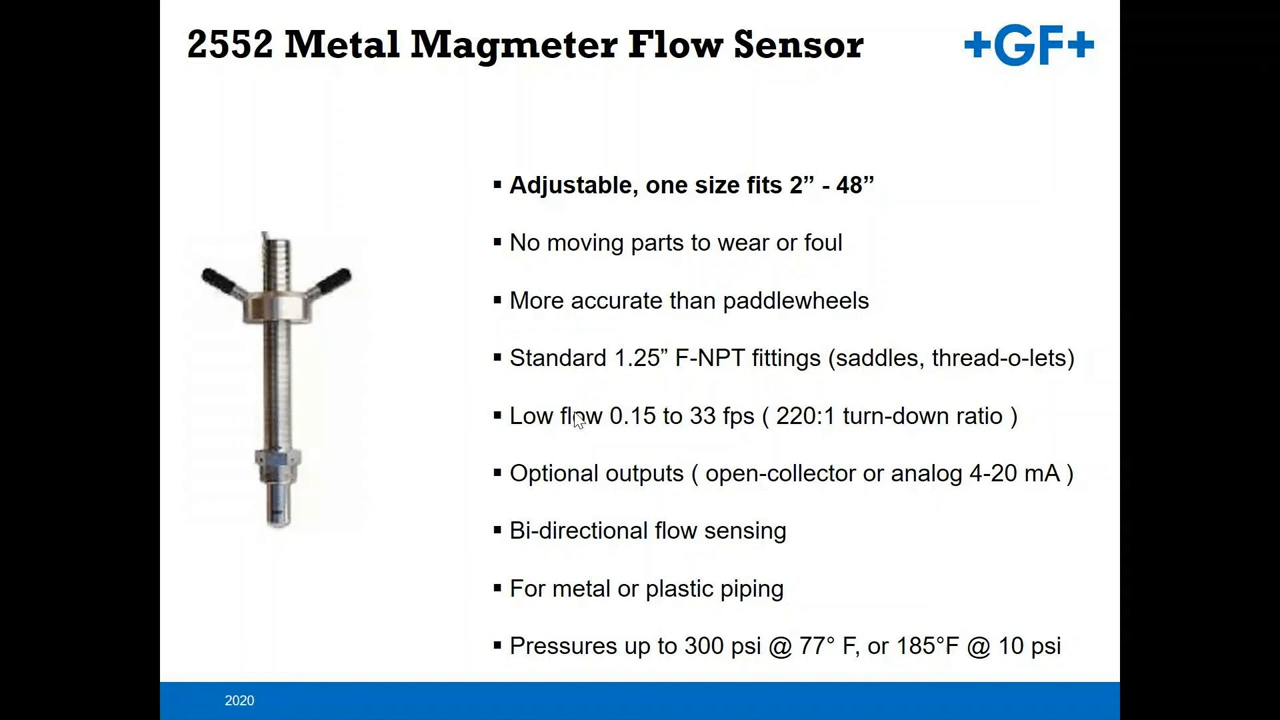 2552 Metal Magmeter Flow Sensor
+GF+
▪ Adjustable, one size fits 2” - 48”
▪ No moving parts to wear or foul
▪ More accurate than paddlewheels
▪ Standard 1.25” F-NPT fittings (saddles, thread-o-lets)
▪ Low flow 0.15 to 33 fps ( 220:1 turn-down ratio )
▪ Optional outputs ( open-collector or analog 4-20 mA )
▪ Bi-directional flow sensing
▪ For metal or plastic piping
▪ Pressures up to 300 psi @ 77° F, or 185°F @ 10 psi
2020